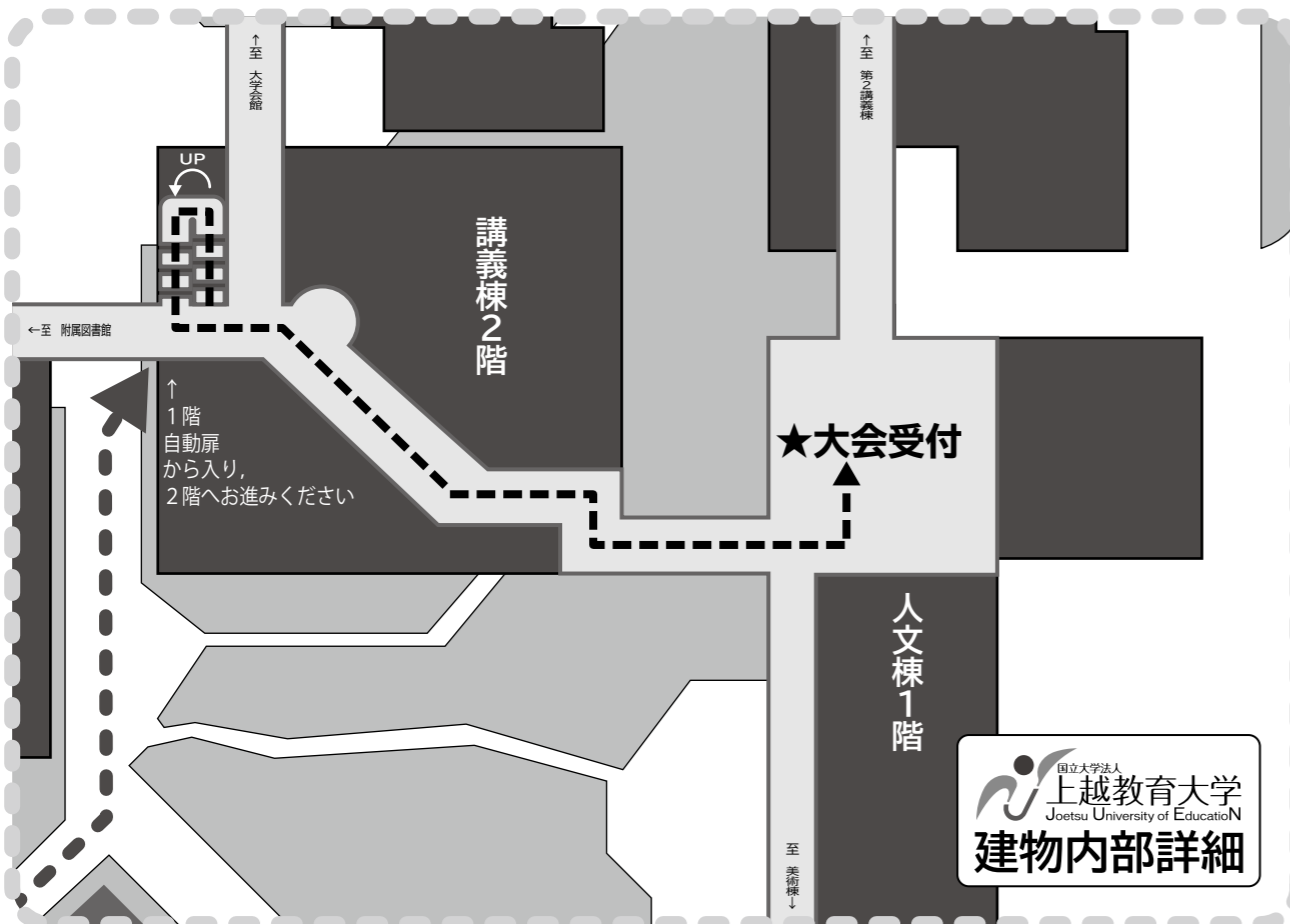 ↑至 大学会館
↑至 第2講義棟
UP
講義棟2階
←至 附属図書館
↑
1階
自動扉
から入り,
2階へお進みください
★大会受付
人文棟1階
至 美術棟↓
国立大学法人
上越教育大学
Joetsu University of EducatioN
建物内部詳細